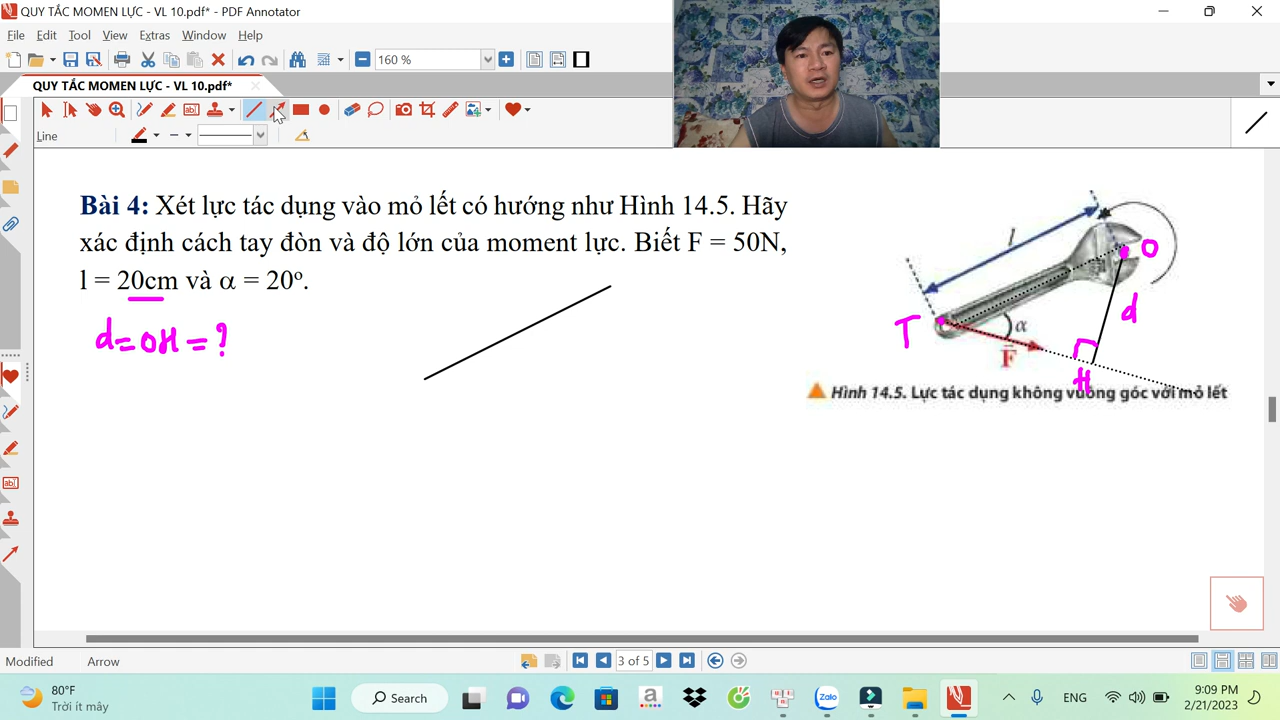 QUY TẮC MOMEN LỰC - VL 10.pdf* - PDF Annotator
File Edit Tool View Extras Window Help
160 %
QUY TẮC MOMEN LỰC - VL 10.pdf*
Line
Bài 4: Xét lực tác dụng vào mỏ lết có hướng như Hình 14.5. Hãy
xác định cách tay đòn và độ lớn của moment lực. Biết F = 50N,
l = 20cm và α = 20º.
d = OH = ?
l
O
d
T
α
F
H
Hình 14.5. Lực tác dụng không vuông góc với mỏ lết
Modified Arrow
3 of 5
80°F
Trời ít mây
Search
Zalo
ENG
9:09 PM
2/21/2023